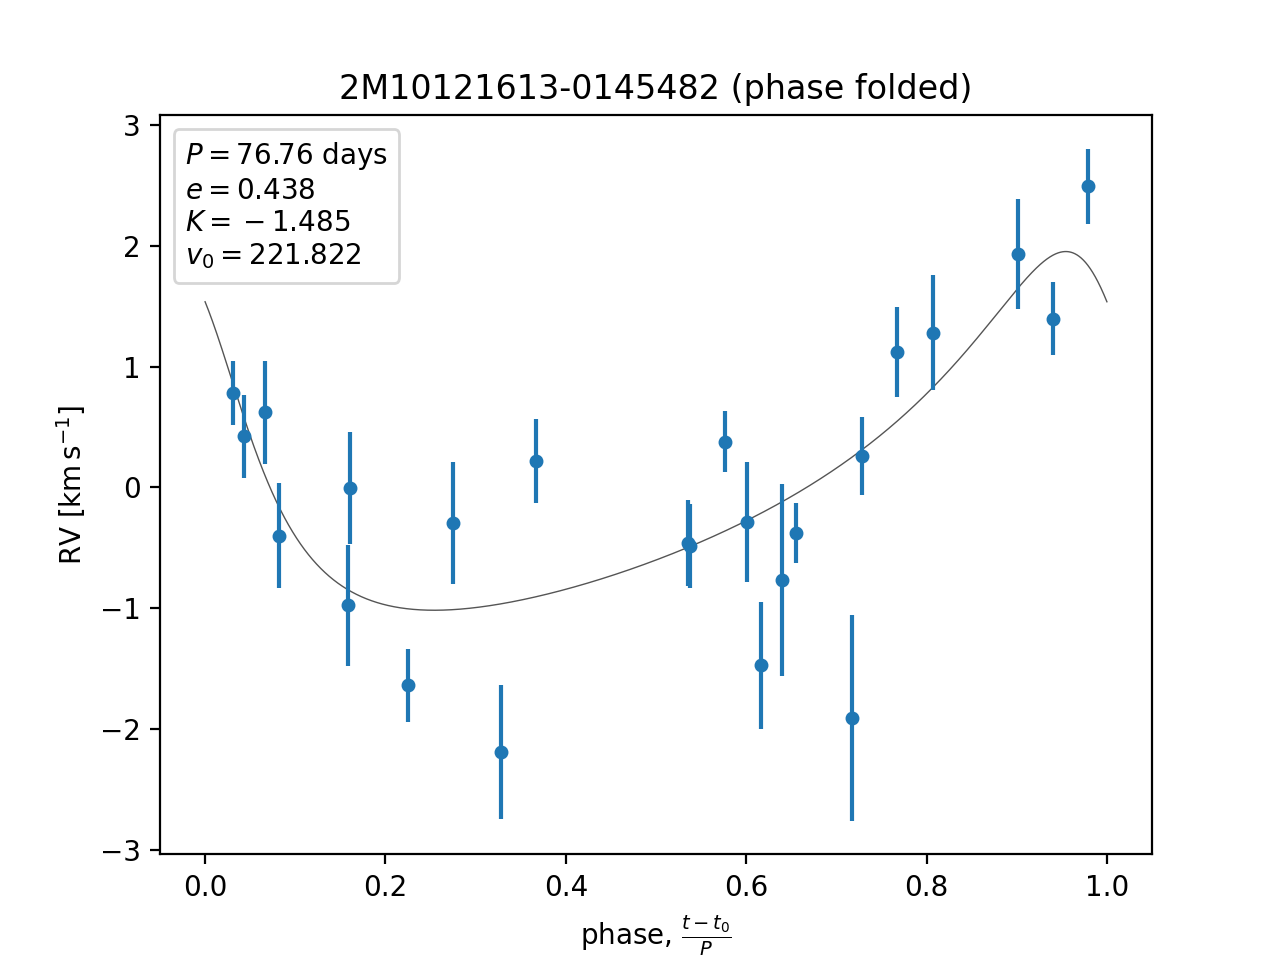 2M10121613-0145482 (phase folded)
P = 76.76 days
e = 0.438
K = −1.485
v₀ = 221.822
3
2
1
0
−1
−2
−3
RV [km s⁻¹]
0.0 0.2 0.4 0.6 0.8 1.0
phase, (t − t₀)/P